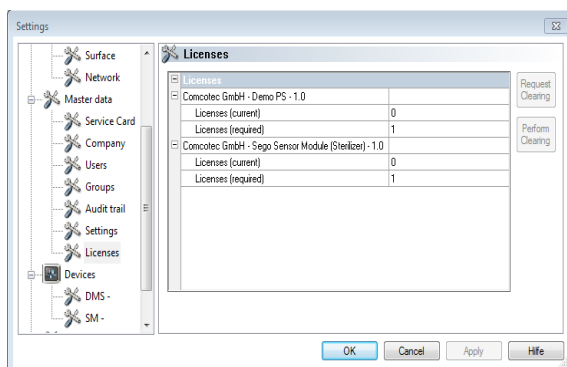 Settings
Surface
Network
Master data
Service Card
Company
Users
Groups
Audit trail
Settings
Licenses
Devices
DMS -
SM -
Licenses
Licenses
Comcotec GmbH - Demo PS - 1.0
Licenses (current) 0
Licenses (required) 1
Comcotec GmbH - Sego Sensor Module (Sterilizer) - 1.0
Licenses (current) 0
Licenses (required) 1
Request
Clearing
Perform
Clearing
OK
Cancel
Apply
Hilfe